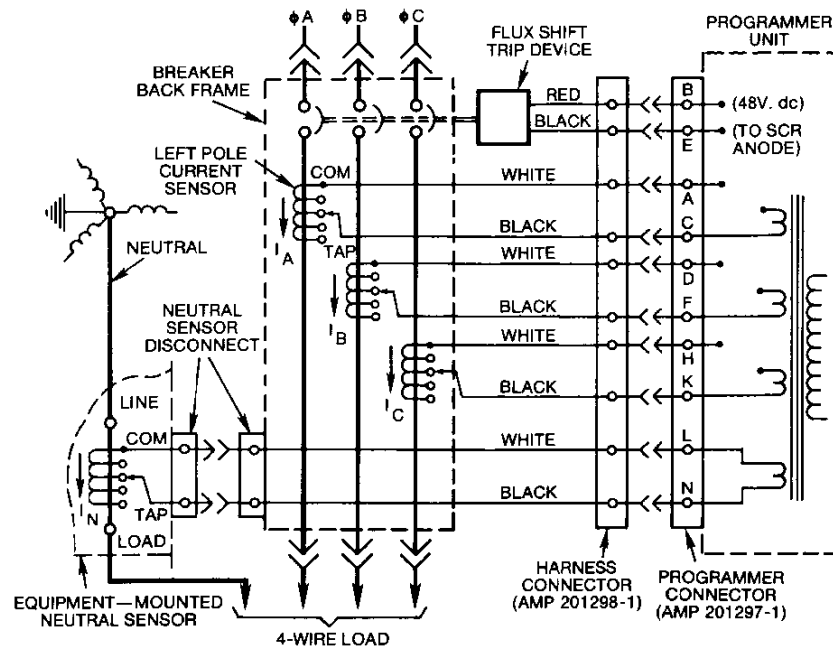 ΦA ΦB ΦC
FLUX SHIFT
TRIP DEVICE
PROGRAMMER
UNIT
BREAKER
BACK FRAME
RED
BLACK
B
E
(48V. dc)
(TO SCR
ANODE)
LEFT POLE
CURRENT
SENSOR
COM
TAP
I A
WHITE
A
BLACK
C
NEUTRAL
I B
WHITE
D
BLACK
F
NEUTRAL
SENSOR
DISCONNECT
I C
WHITE
H
BLACK
K
LINE
COM
WHITE
L
I N
TAP
BLACK
N
LOAD
EQUIPMENT—MOUNTED
NEUTRAL SENSOR
4-WIRE LOAD
HARNESS
CONNECTOR
(AMP 201298-1)
PROGRAMMER
CONNECTOR
(AMP 201297-1)